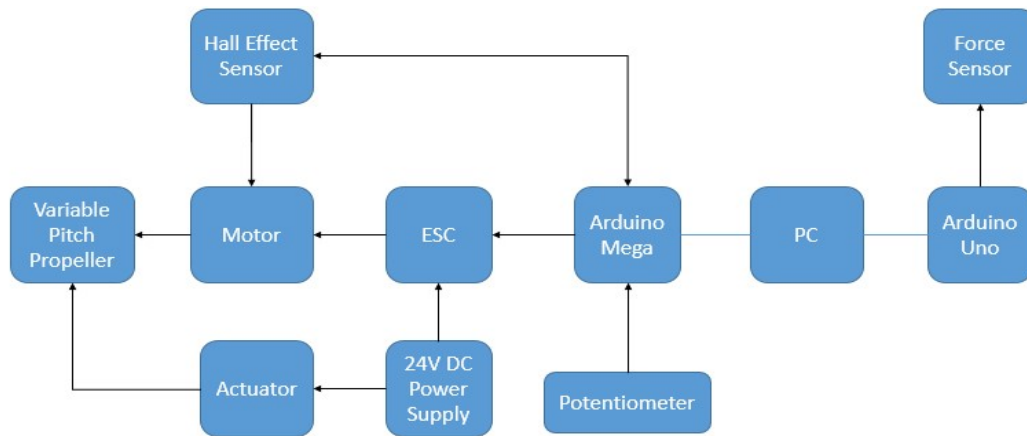 Hall Effect
Sensor
Force
Sensor
Variable
Pitch
Propeller
Motor
ESC
Arduino
Mega
PC
Arduino
Uno
Actuator
24V DC
Power
Supply
Potentiometer